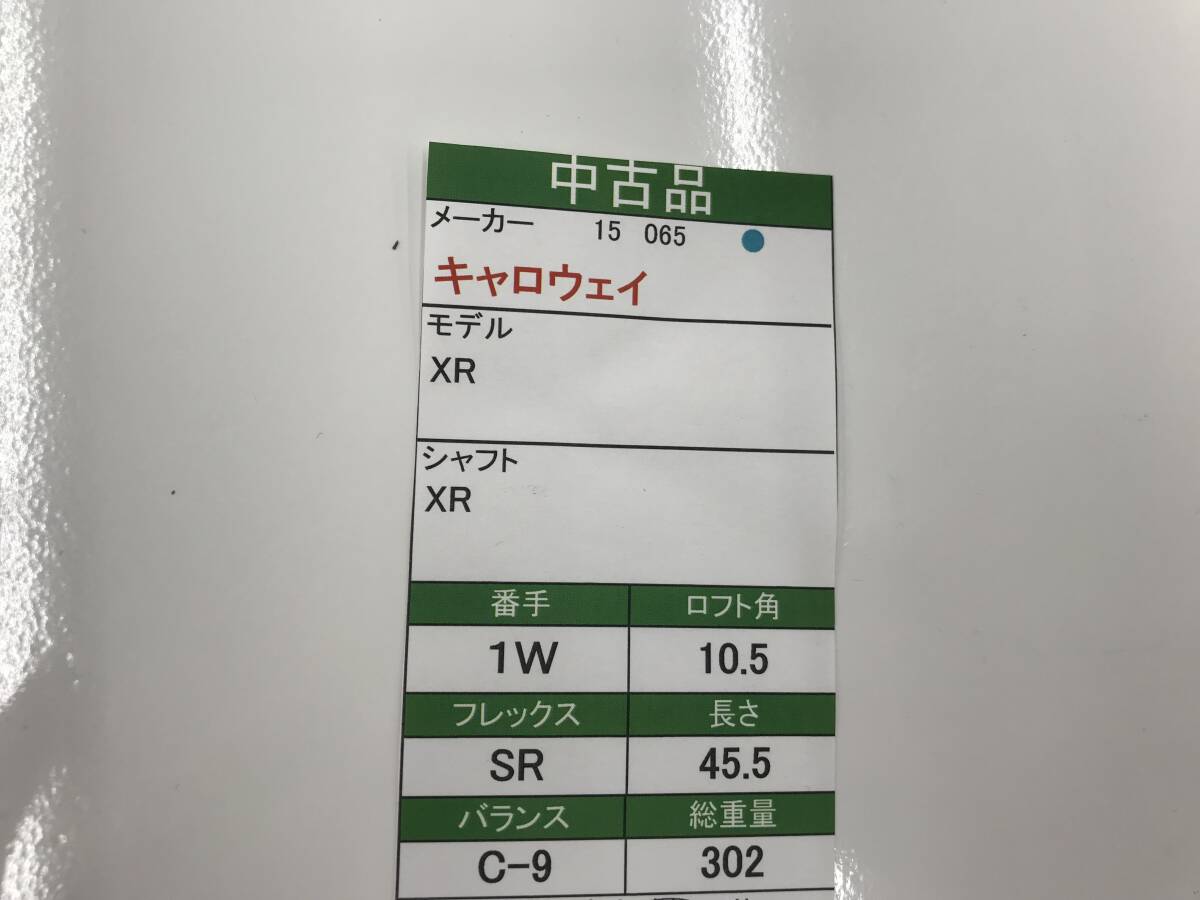 中古品
メーカー 15 065
キャロウェイ
モデル
XR
シャフト
XR
番手 ロフト角
1W 10.5
フレックス 長さ
SR 45.5
バランス 総重量
C-9 302